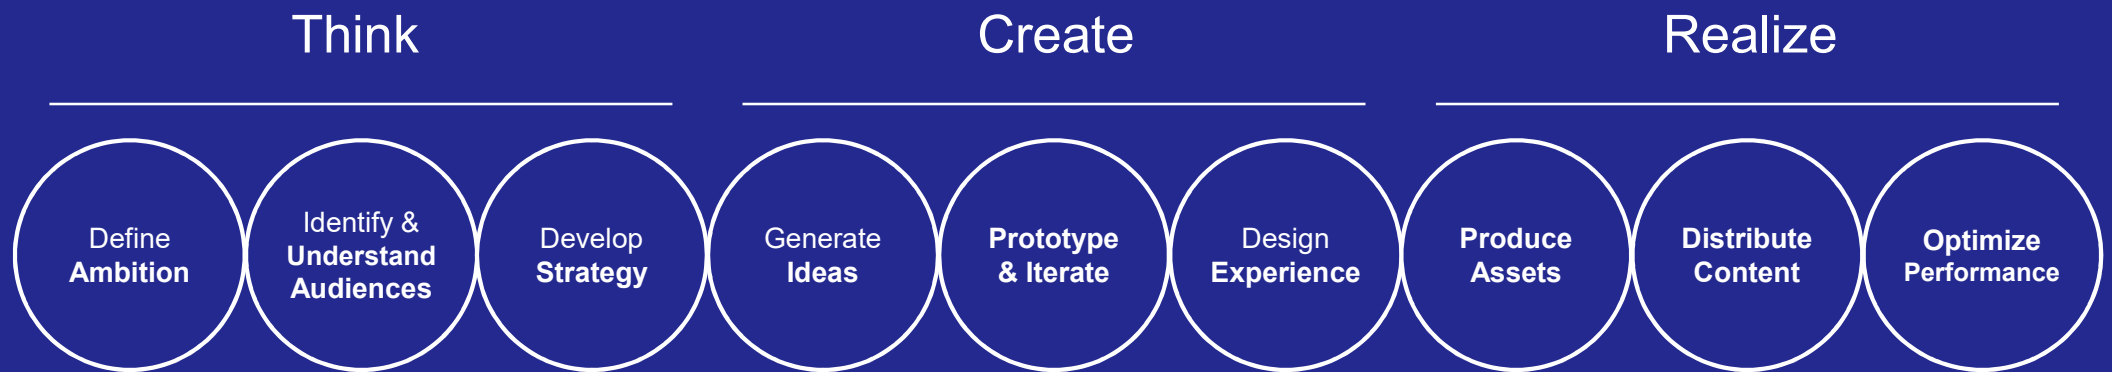 Think
Create
Realize
Define
Ambition
Identify &
Understand
Audiences
Develop
Strategy
Generate
Ideas
Prototype
& Iterate
Design
Experience
Produce
Assets
Distribute
Content
Optimize
Performance